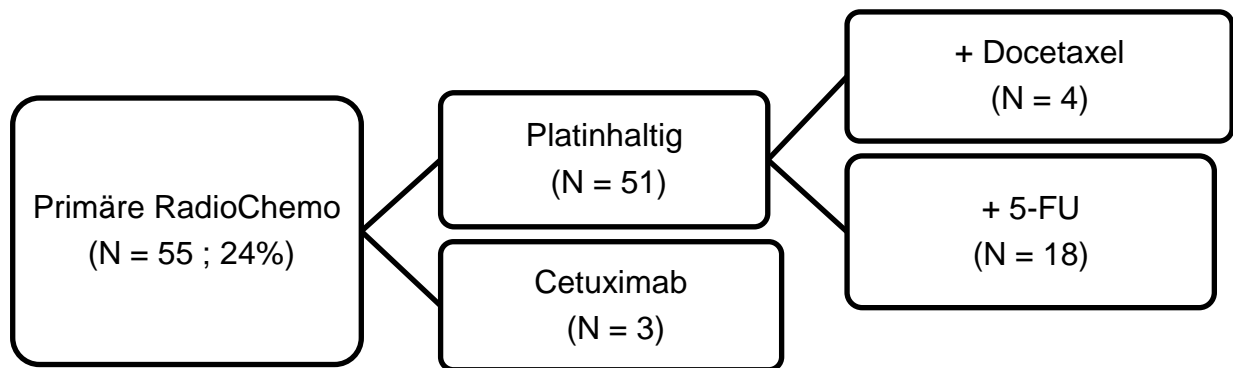 Primäre RadioChemo
(N = 55 ; 24%)
Platinhaltig
(N = 51)
Cetuximab
(N = 3)
+ Docetaxel
(N = 4)
+ 5-FU
(N = 18)